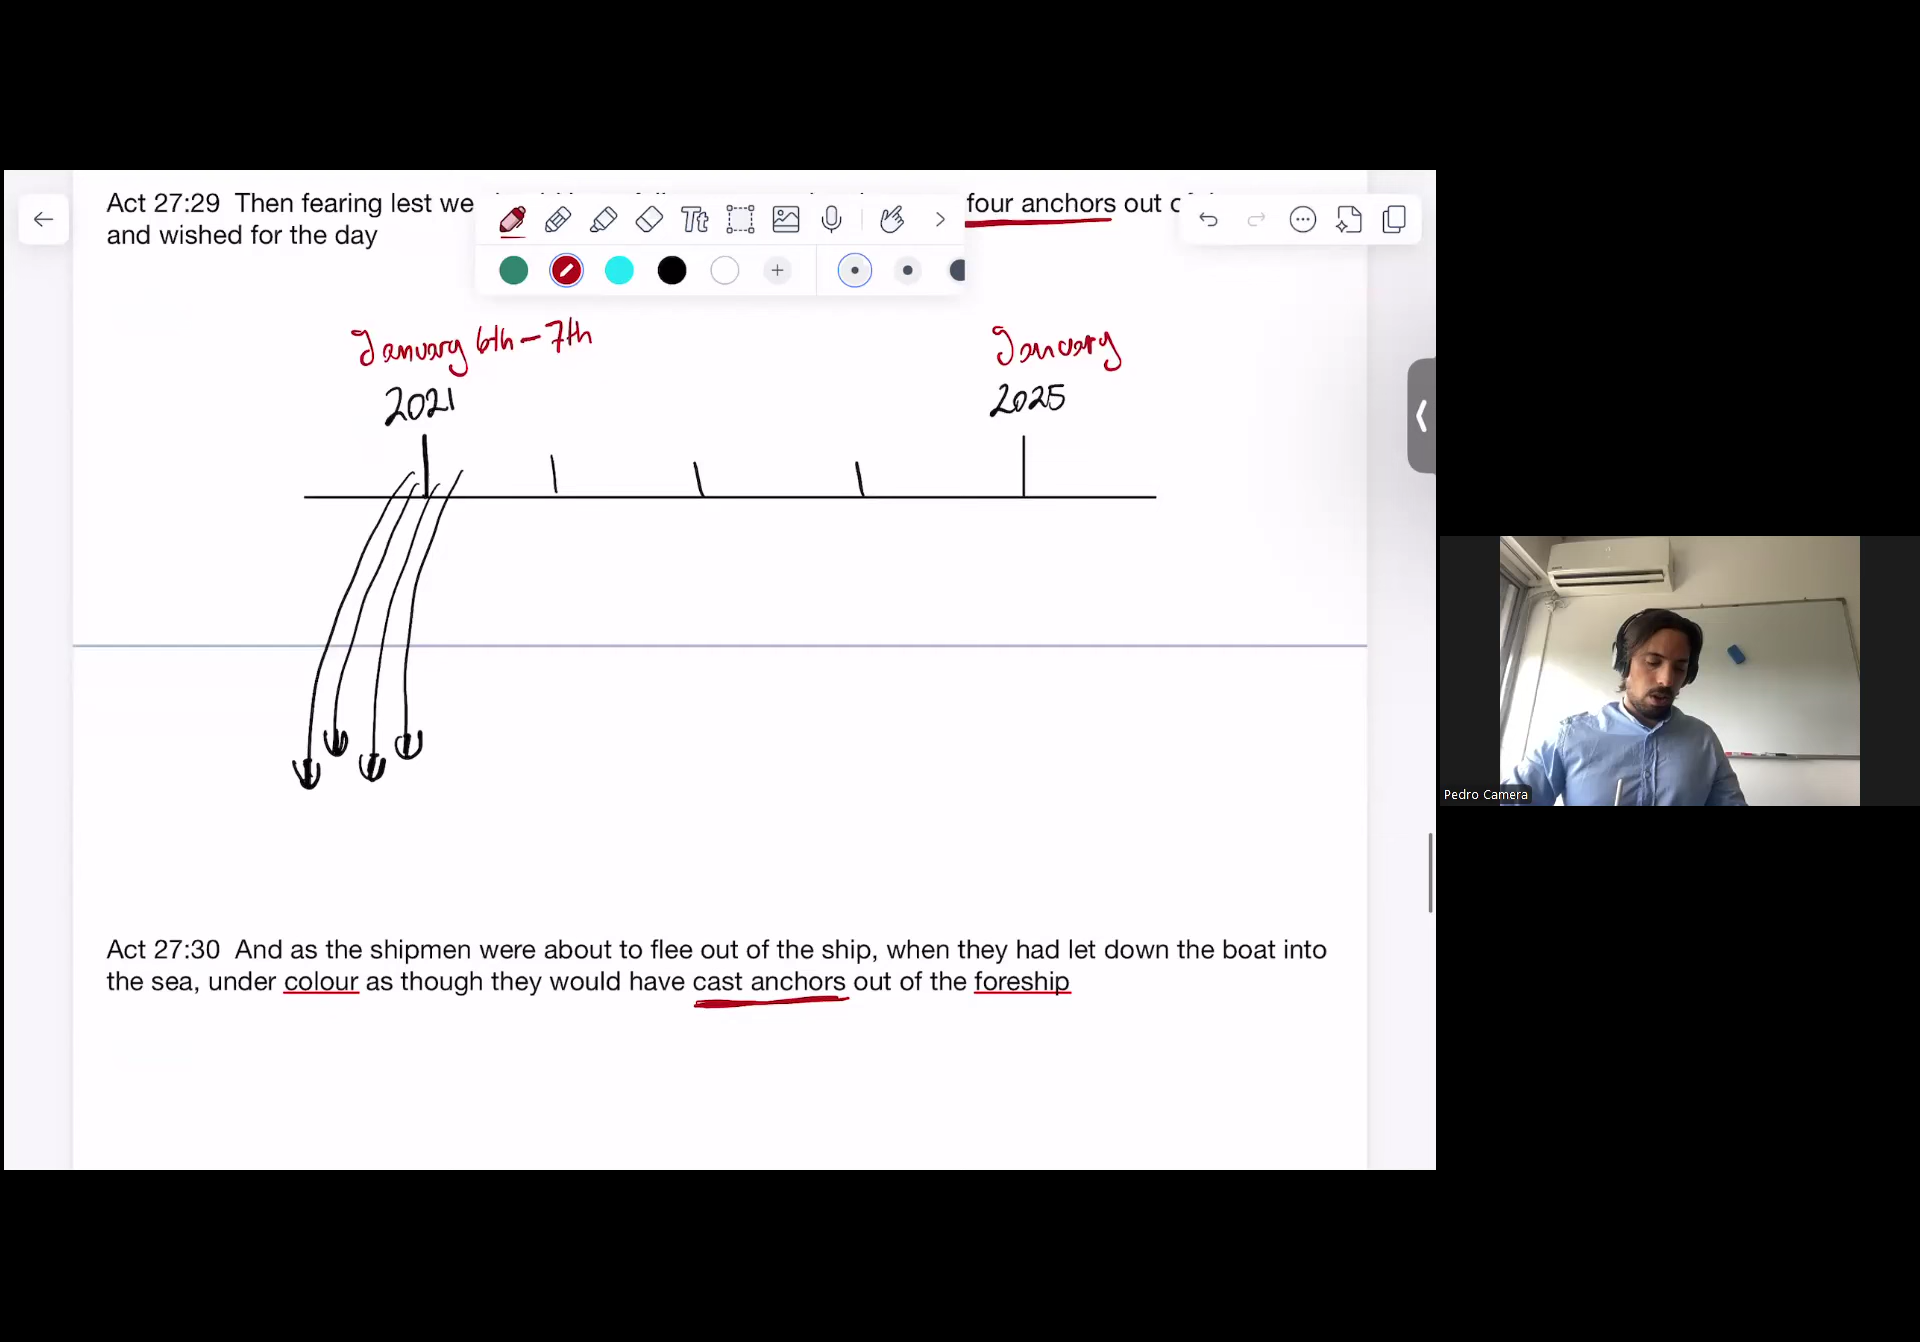 Act 27:29 Then fearing lest we four anchors out
and wished for the day
Tt
January 6th-7th
January
2021
2025
Act 27:30 And as the shipmen were about to flee out of the ship, when they had let down the boat into
the sea, under colour as though they would have cast anchors out of the foreship
Pedro Camera